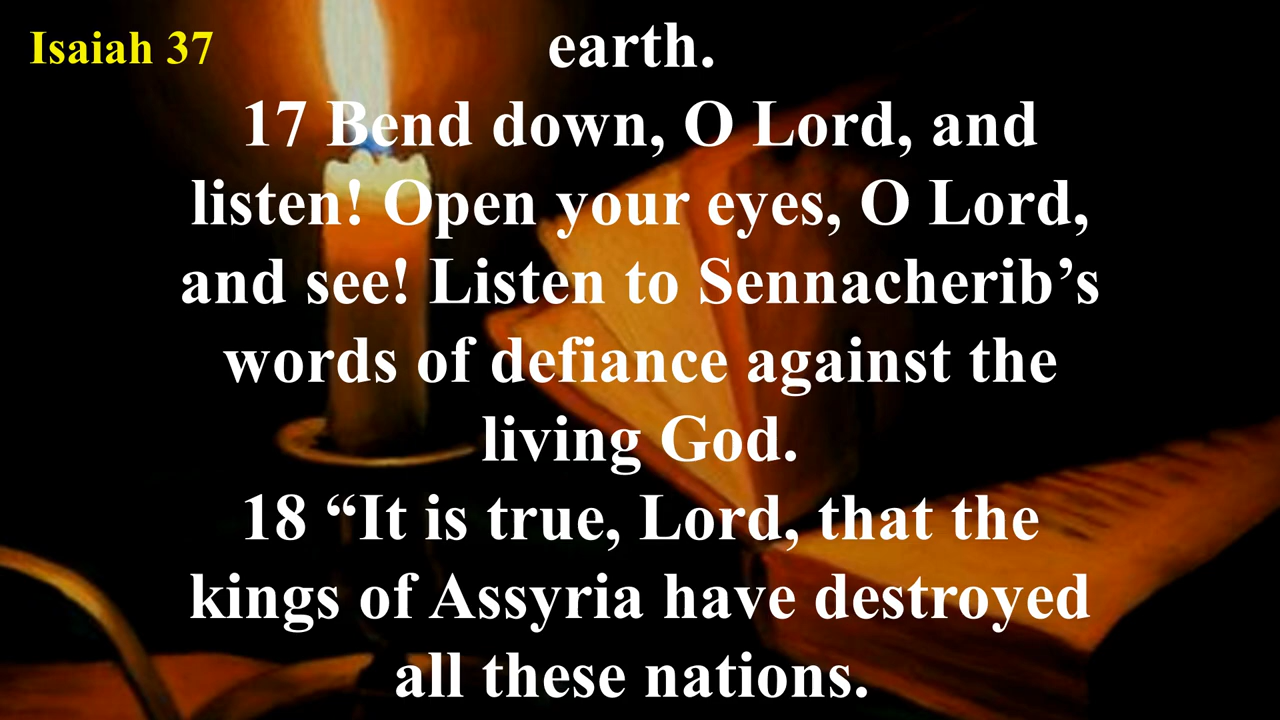 Isaiah 37
earth.
17 Bend down, O Lord, and
listen! Open your eyes, O Lord,
and see! Listen to Sennacherib’s
words of defiance against the
living God.
18 “It is true, Lord, that the
kings of Assyria have destroyed
all these nations.